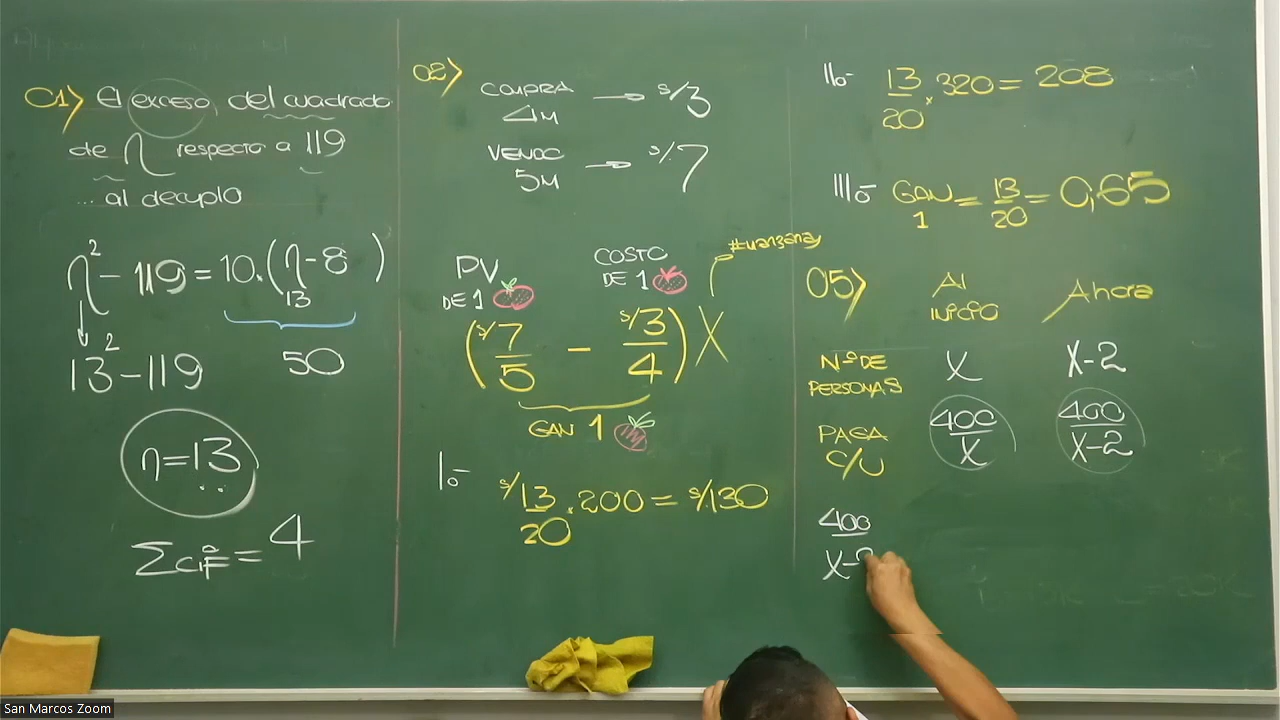 01) El exceso del cuadrado
de n respecto a 119
... al decuplo
n² - 119 = 10.(n-8)
13
13² - 119
50
n=13
Σcif = 4
02) COMPRA
4M → S/3
VENDO
5M → S/.7
PV
DE 1
COSTO
DE 1
#manzanas
(S/7/5 - S/3/4) X
GAN 1
I.- S/13/20 . 200 = S/.130
II.- 13/20 × 320 = 208
III.- GAN 1 = 13/20 = 0,65
05) Al inicio Ahora
Nº DE
PERSONAS X X-2
PAGA
C/U 400/X 400/X-2
400
X-2
San Marcos Zoom